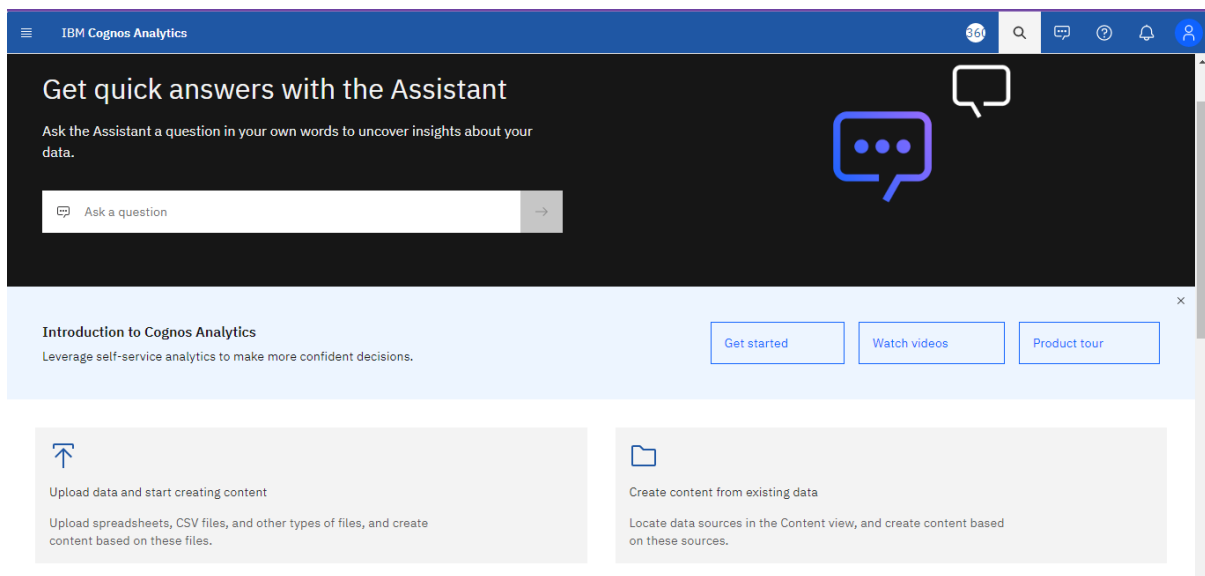 IBM Cognos Analytics
360
Get quick answers with the Assistant
Ask the Assistant a question in your own words to uncover insights about your
data.
Ask a question
Introduction to Cognos Analytics
Leverage self-service analytics to make more confident decisions.
Get started
Watch videos
Product tour
Upload data and start creating content
Upload spreadsheets, CSV files, and other types of files, and create
content based on these files.
Create content from existing data
Locate data sources in the Content view, and create content based
on these sources.